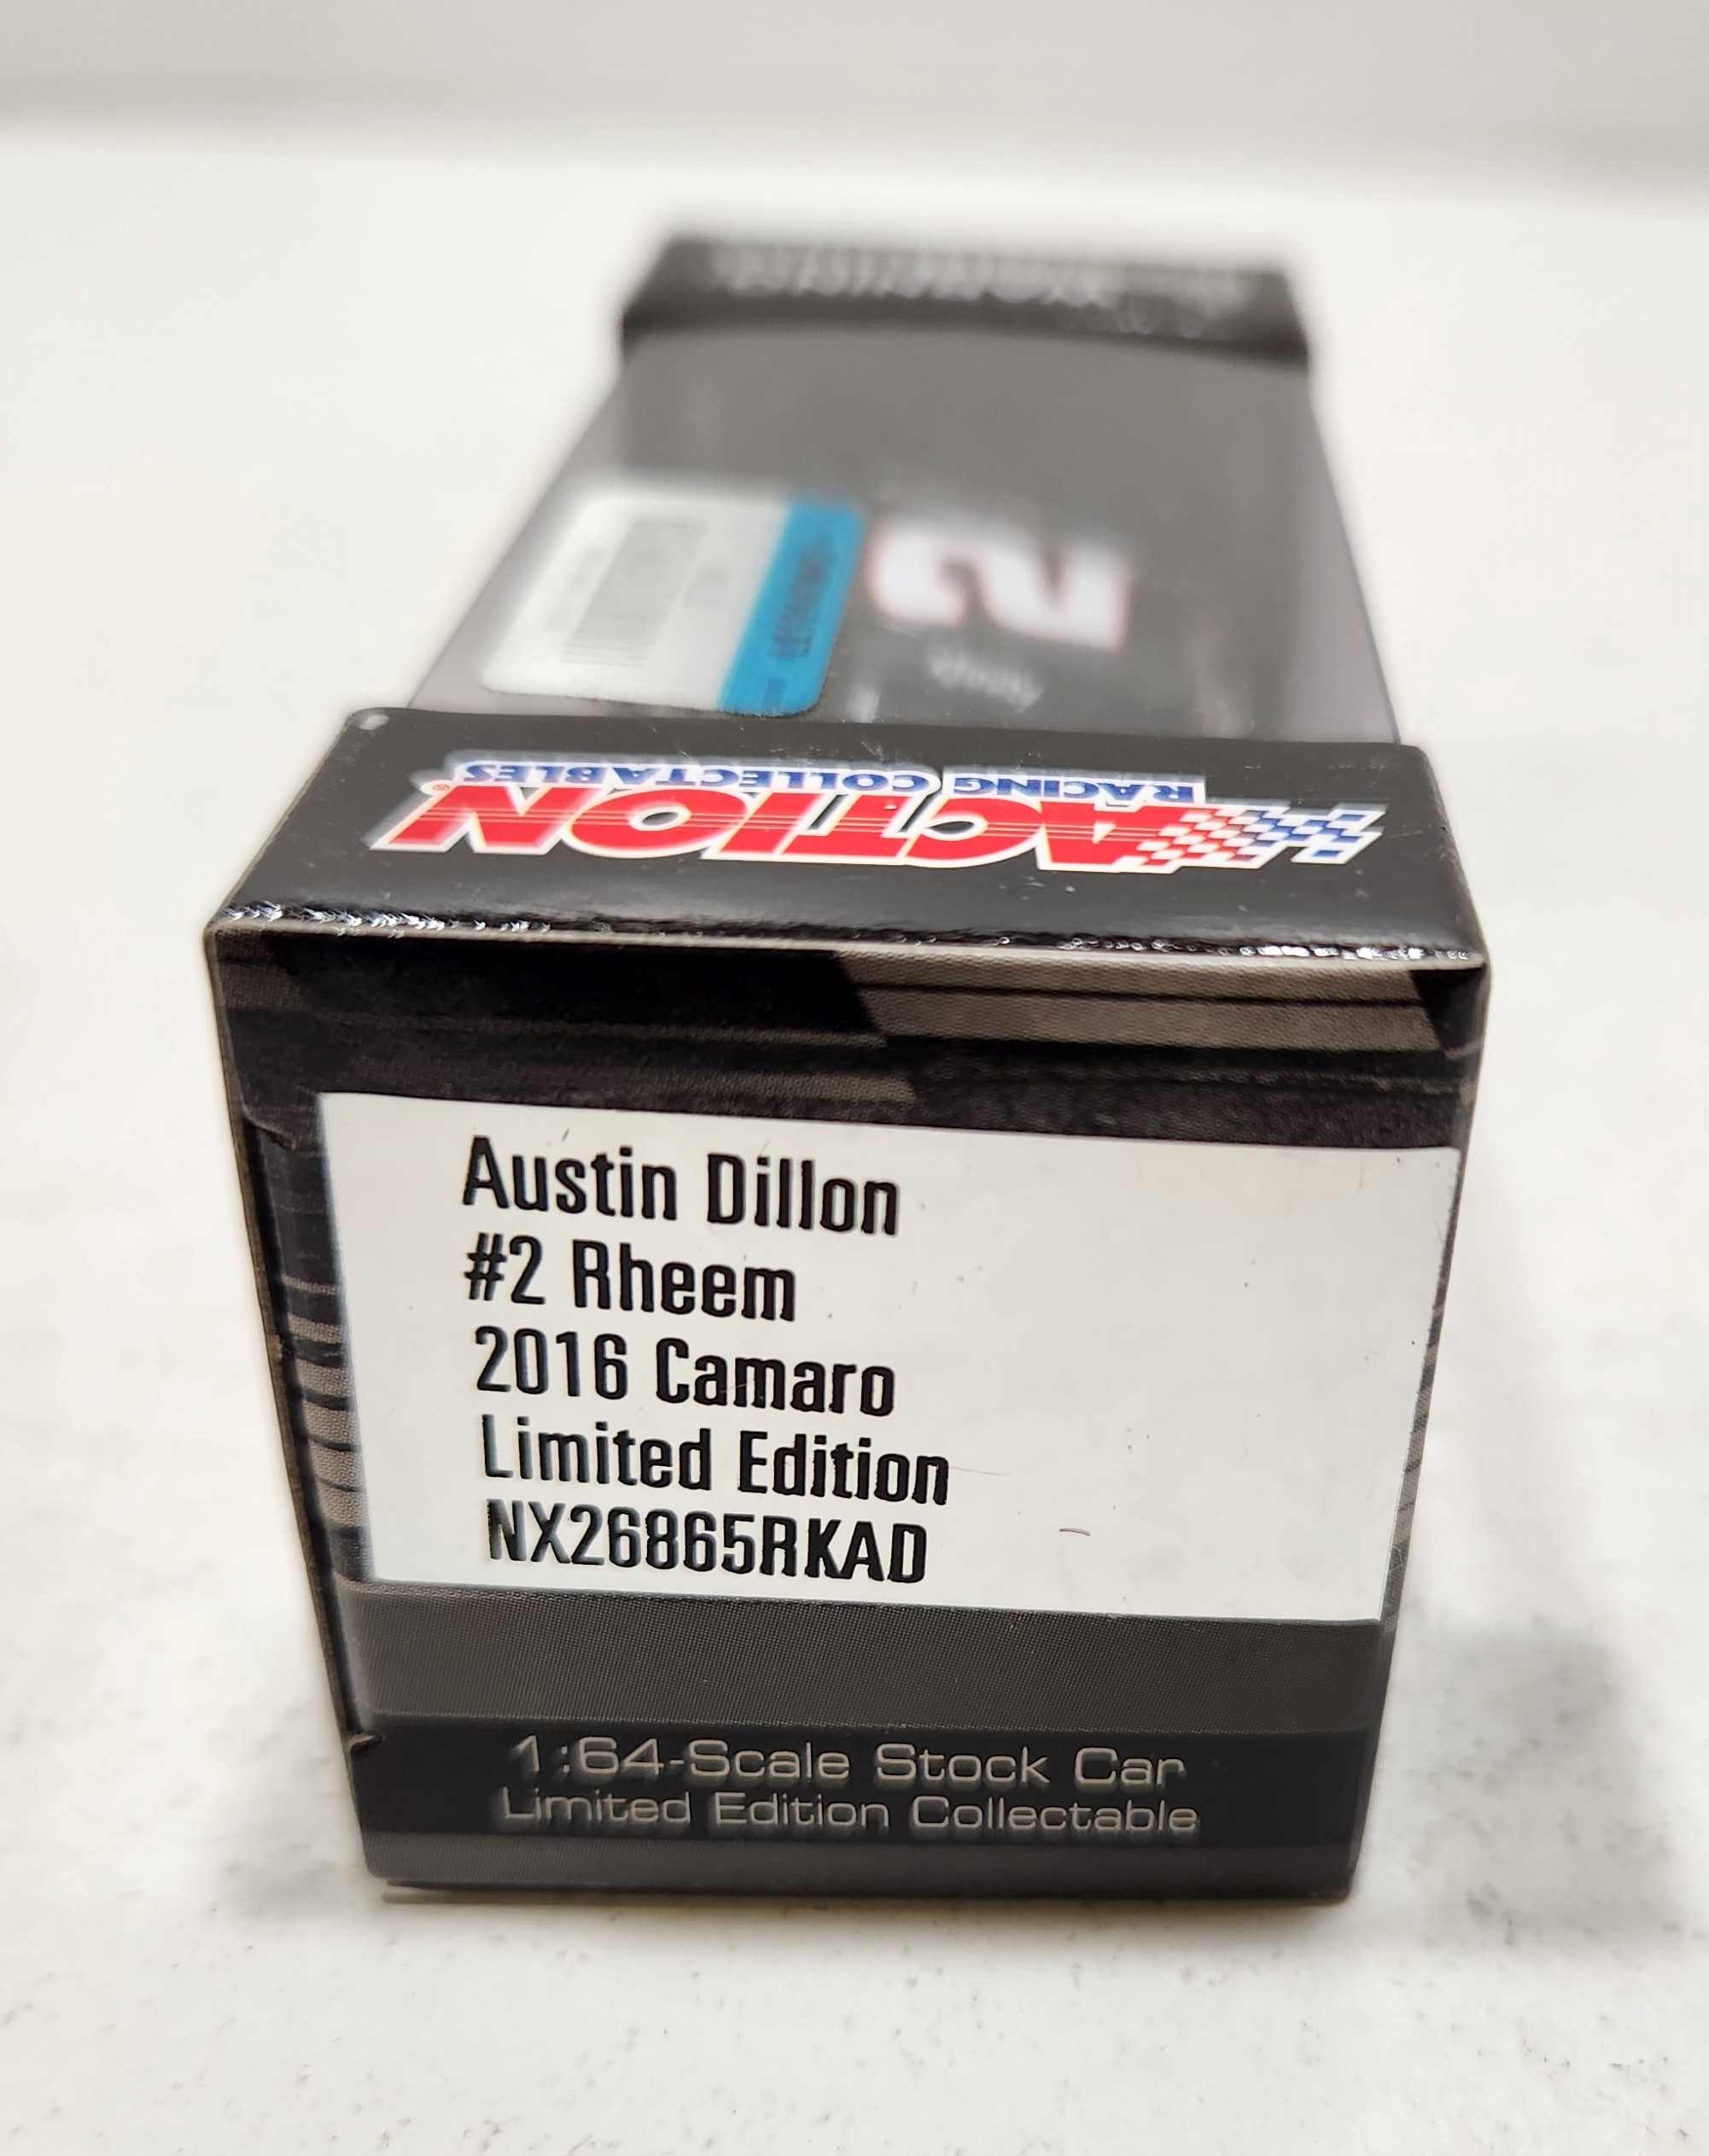 RACING COLLECTABLES
ACTION®
2
Austin Dillon
#2 Rheem
2016 Camaro
Limited Edition
NX26865RKAD
1:64-Scale Stock Car
Limited Edition Collectable